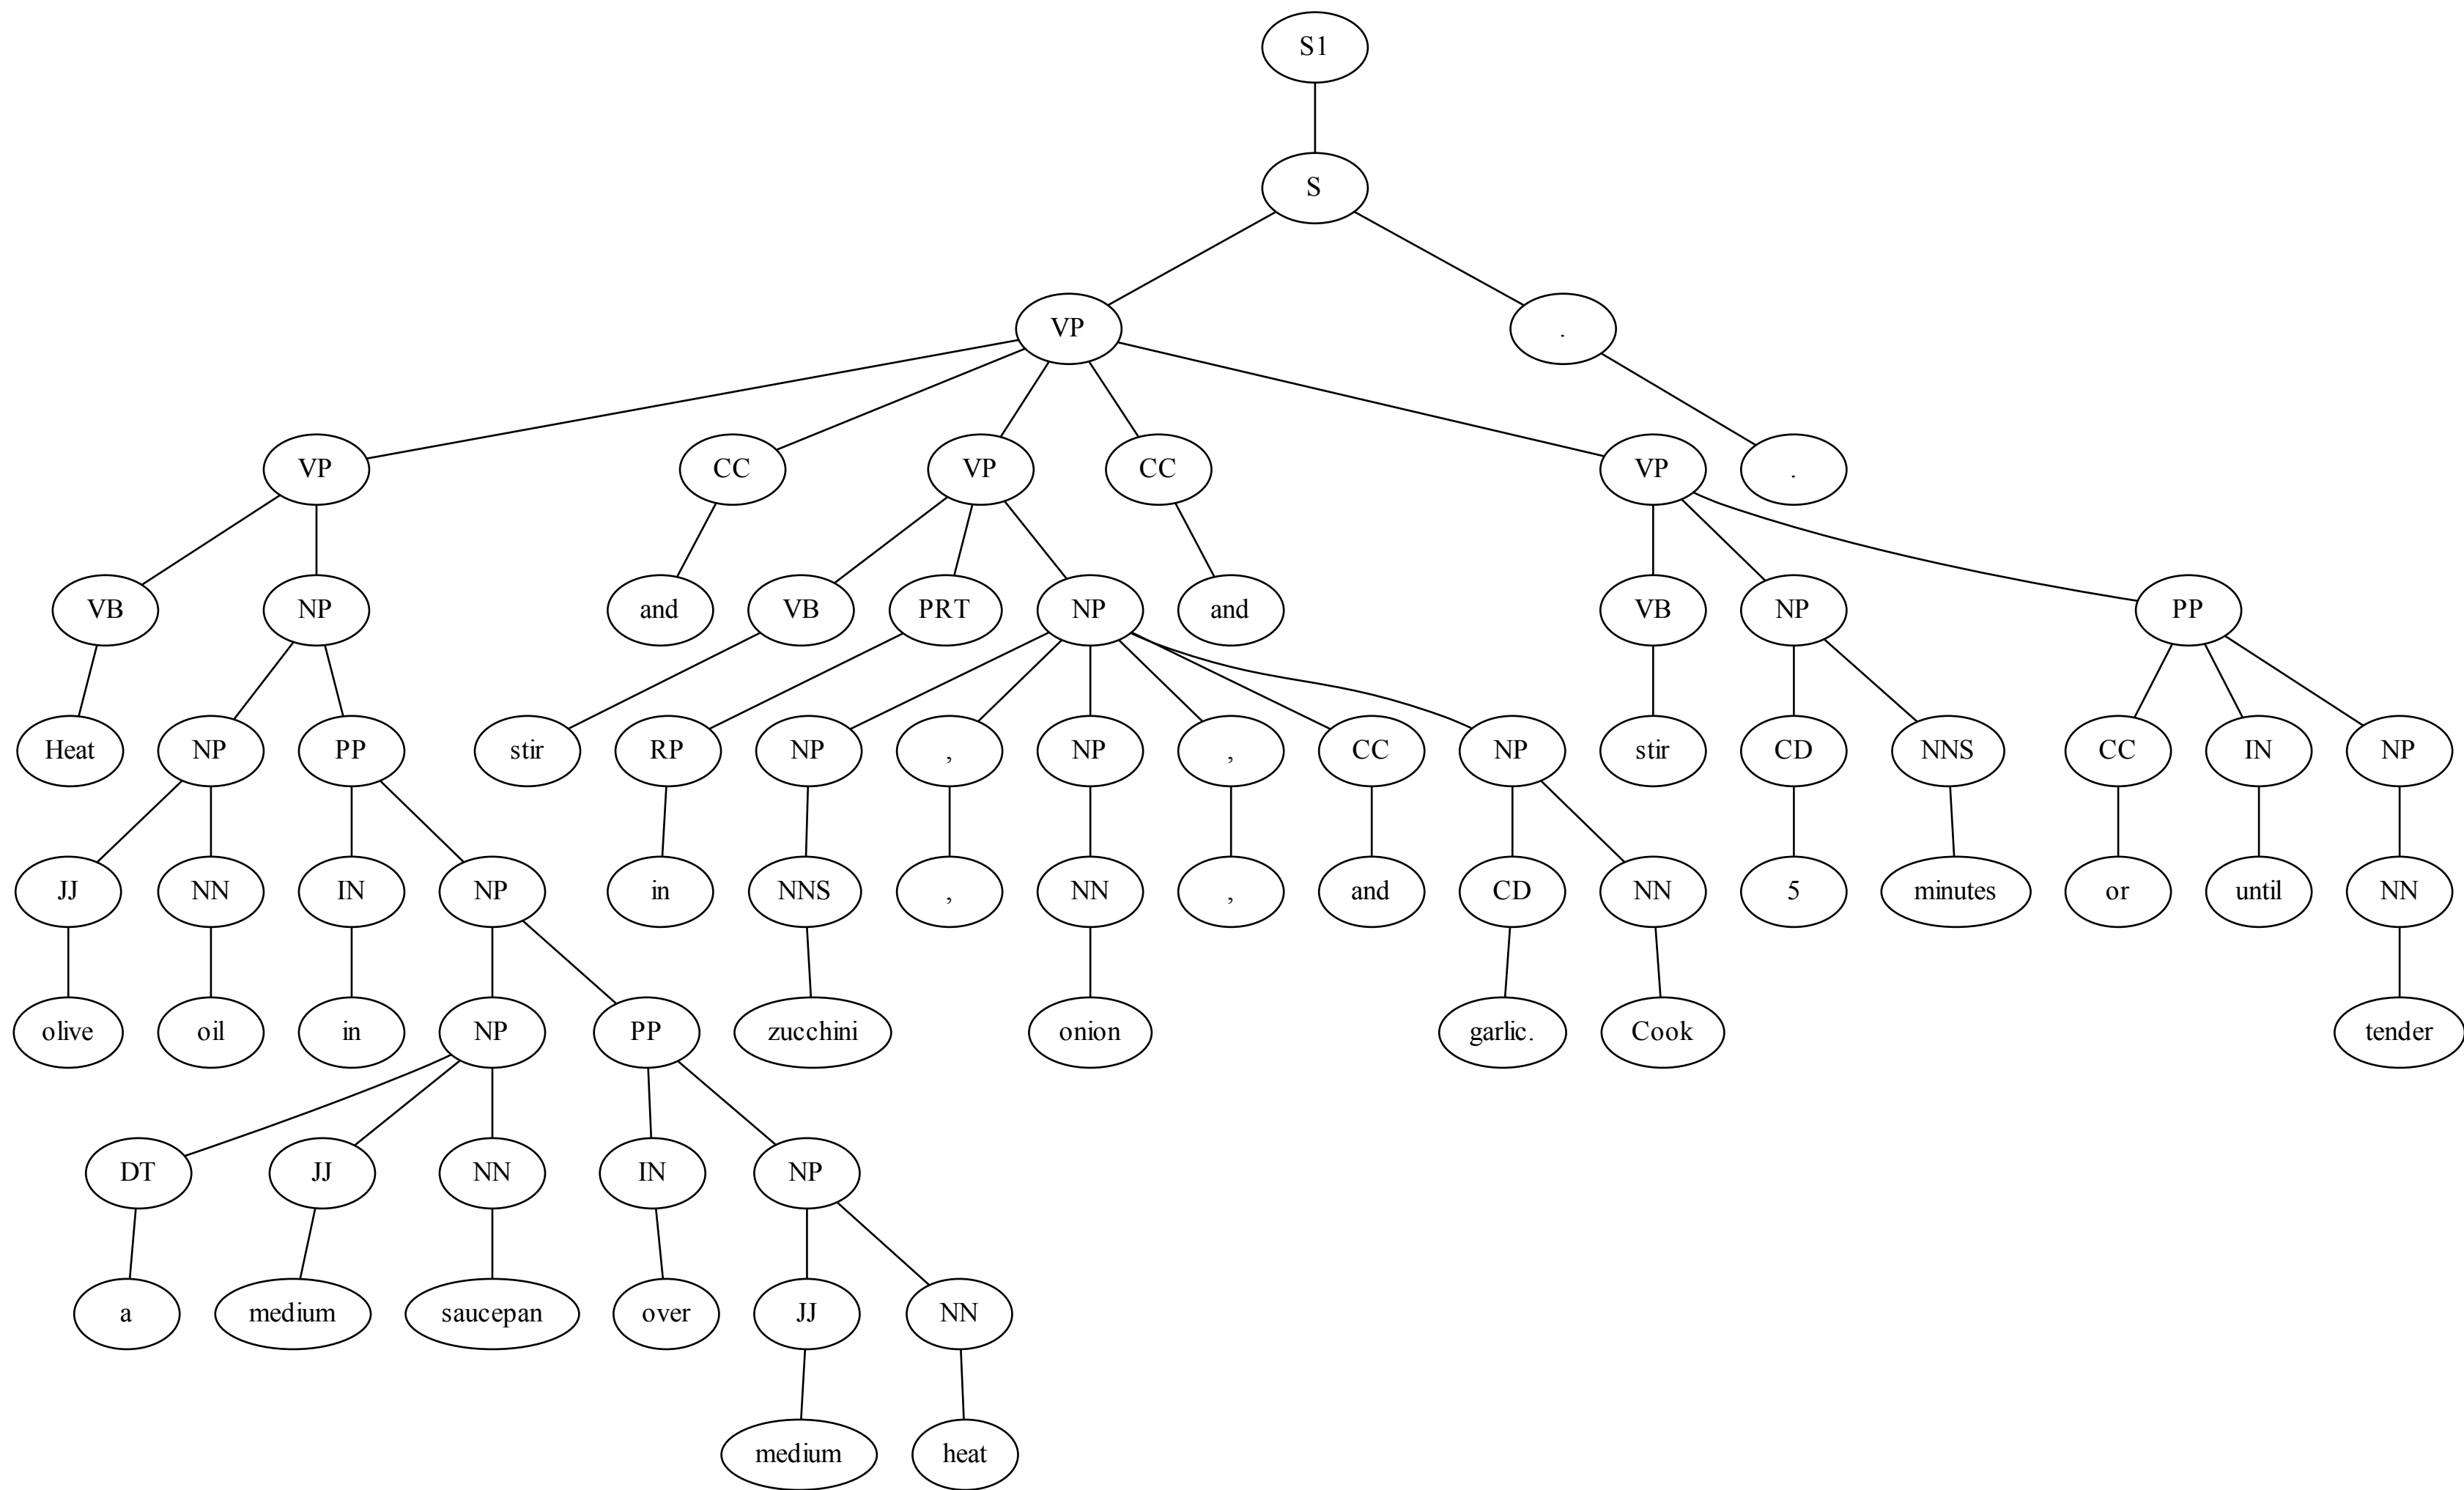 S1
S
VP .
VP CC VP CC VP .
VB NP and VB PRT NP and VB NP PP
Heat NP PP stir RP NP , NP , CC NP stir CD NNS CC IN NP
JJ NN IN NP in NNS , NN , and CD NN 5 minutes or until NN
olive oil in NP PP zucchini onion garlic. Cook tender
DT JJ NN IN NP
a medium saucepan over JJ NN
medium heat